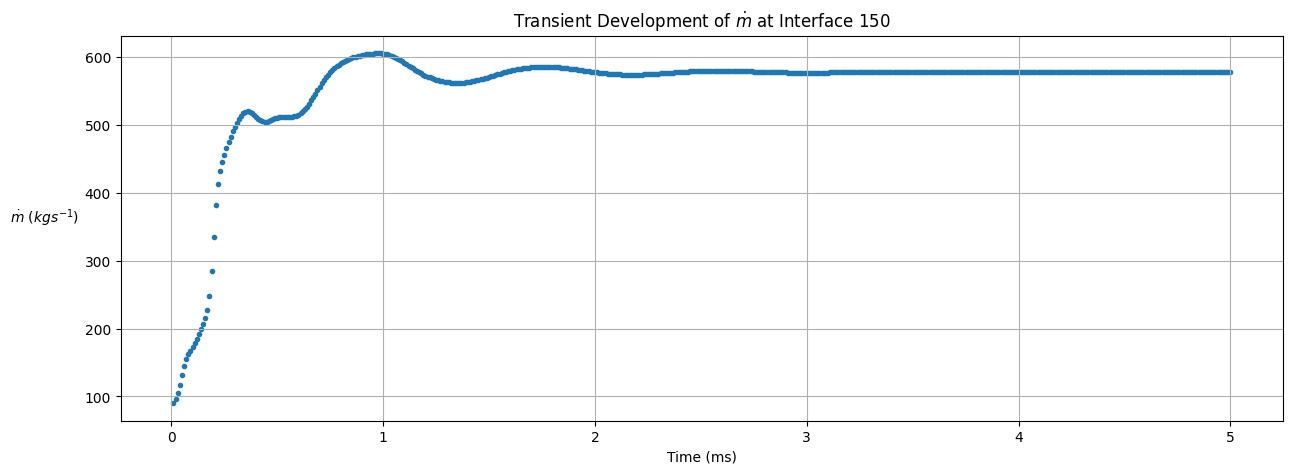 Transient Development of ṁ at Interface 150
600
500
400
300
200
100
ṁ (kgs⁻¹)
0 1 2 3 4 5
Time (ms)